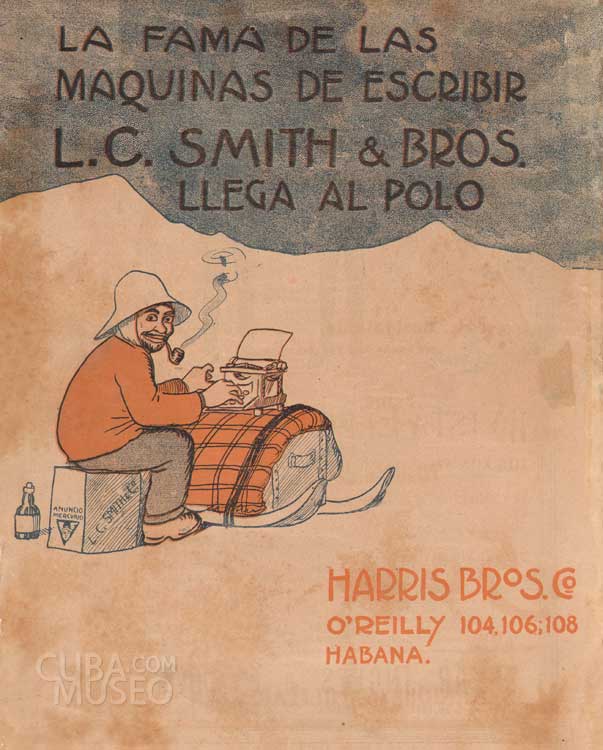 LA FAMA DE LAS
MAQUINAS DE ESCRIBIR
L.C. SMITH & BROS.
LLEGA AL POLO
ANUNCIO
MERCURIO
L.C. SMITH & Co
HARRIS BROS. Co
O'REILLY 104, 106; 108
HABANA.
CUBA.COM
MUSEO